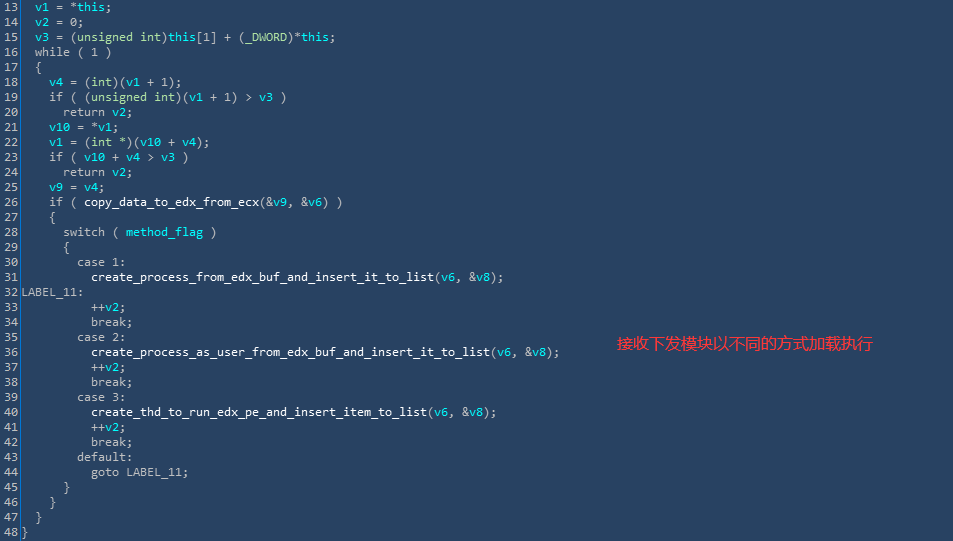 13 v1 = *this;
14 v2 = 0;
15 v3 = (unsigned int)this[1] + (_DWORD)*this;
16 while ( 1 )
17 {
18 v4 = (int)(v1 + 1);
19 if ( (unsigned int)(v1 + 1) > v3 )
20 return v2;
21 v10 = *v1;
22 v1 = (int *)(v10 + v4);
23 if ( v10 + v4 > v3 )
24 return v2;
25 v9 = v4;
26 if ( copy_data_to_edx_from_ecx(&v9, &v6) )
27 {
28 switch ( method_flag )
29 {
30 case 1:
31 create_process_from_edx_buf_and_insert_it_to_list(v6, &v8);
32 LABEL_11:
33 ++v2;
34 break;
35 case 2:
36 create_process_as_user_from_edx_buf_and_insert_it_to_list(v6, &v8);
接收下发模块以不同的方式加载执行
37 ++v2;
38 break;
39 case 3:
40 create_thd_to_run_edx_pe_and_insert_item_to_list(v6, &v8);
41 ++v2;
42 break;
43 default:
44 goto LABEL_11;
45 }
46 }
47 }
48 }